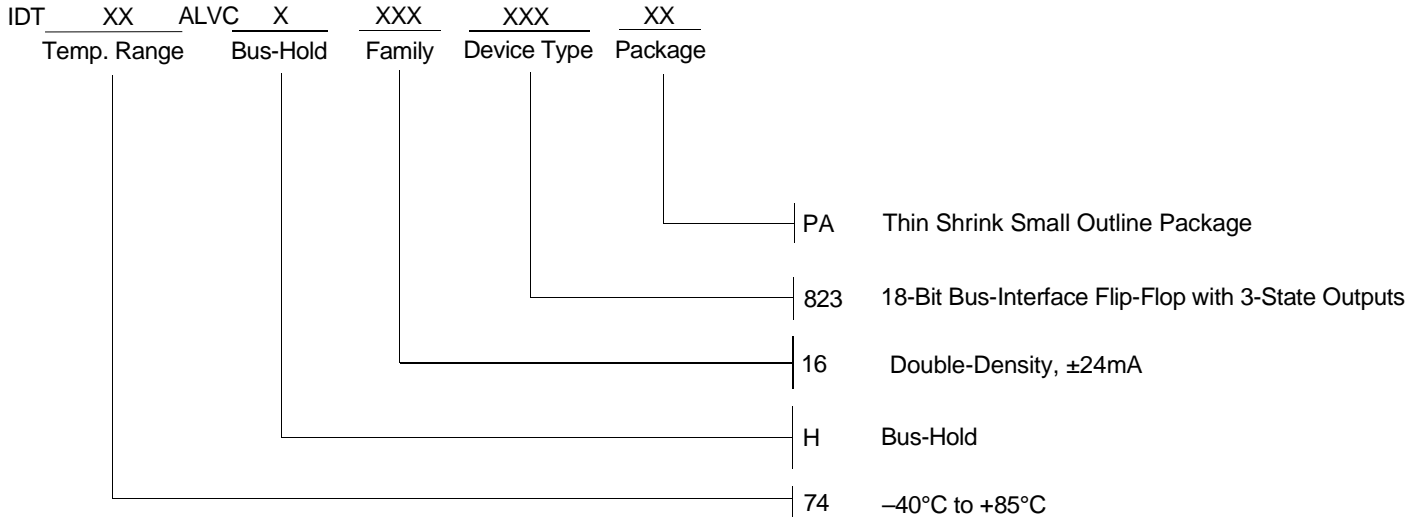 IDT XX ALVC X XXX XXX XX
Temp. Range Bus-Hold Family Device Type Package
PA Thin Shrink Small Outline Package
823 18-Bit Bus-Interface Flip-Flop with 3-State Outputs
16 Double-Density, ±24mA
H Bus-Hold
74 –40°C to +85°C